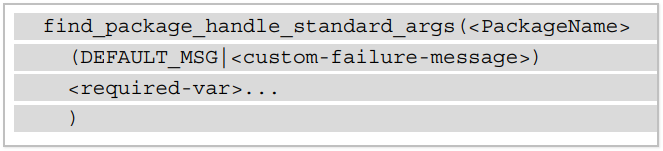 find_package_handle_standard_args(<PackageName>
(DEFAULT_MSG|<custom-failure-message>)
<required-var>...
)